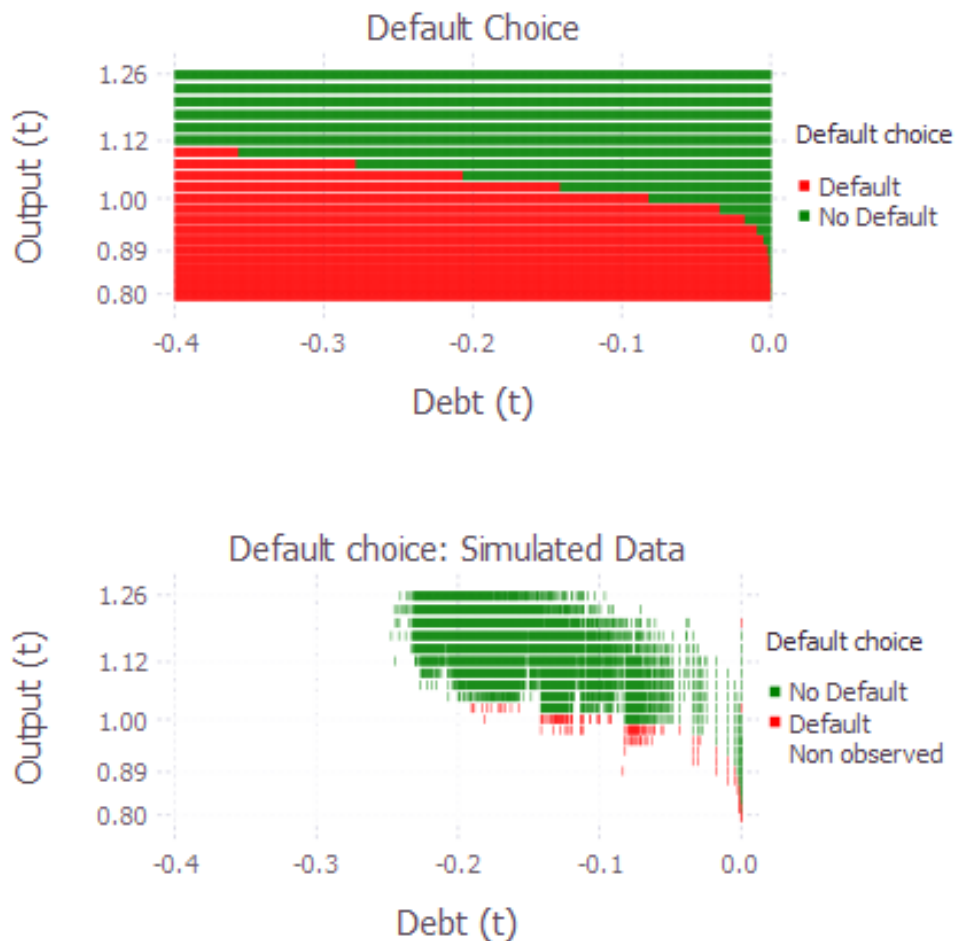 Default Choice
Output (t)
1.26
1.12
1.00
0.89
0.80
-0.4 -0.3 -0.2 -0.1 0.0
Debt (t)
Default choice
Default
No Default
Default choice: Simulated Data
Output (t)
1.26
1.12
1.00
0.89
0.80
-0.4 -0.3 -0.2 -0.1 0.0
Debt (t)
Default choice
No Default
Default
Non observed